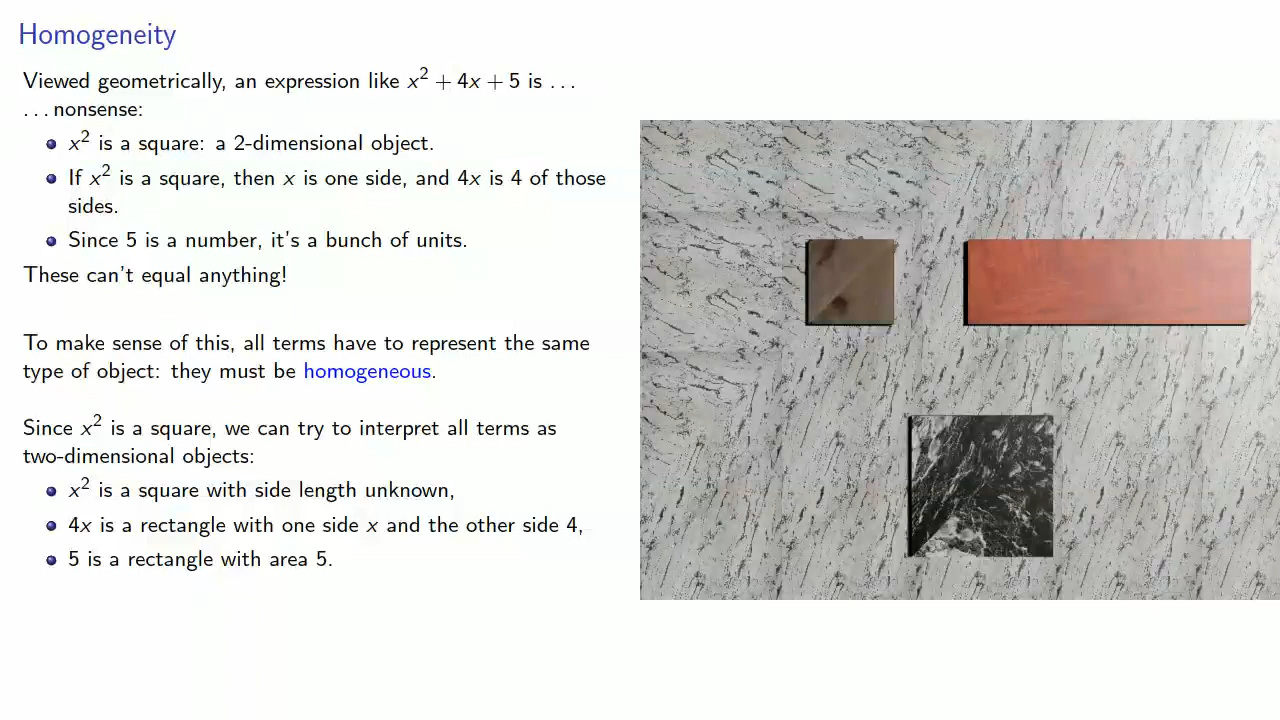 Homogeneity
Viewed geometrically, an expression like x² + 4x + 5 is ...
... nonsense:
x² is a square: a 2-dimensional object.
If x² is a square, then x is one side, and 4x is 4 of those
sides.
Since 5 is a number, it's a bunch of units.
These can't equal anything!
To make sense of this, all terms have to represent the same
type of object: they must be homogeneous.
Since x² is a square, we can try to interpret all terms as
two-dimensional objects:
x² is a square with side length unknown,
4x is a rectangle with one side x and the other side 4,
5 is a rectangle with area 5.